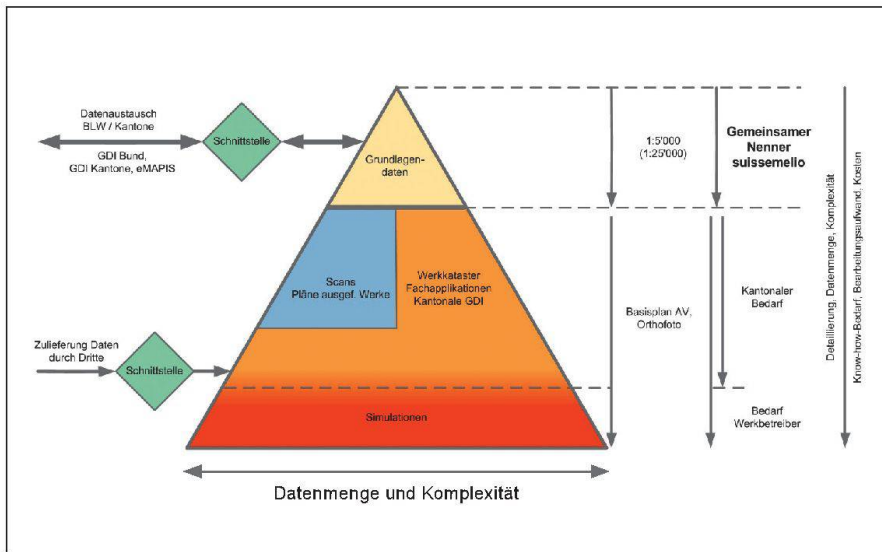 Datenaustausch
BLW / Kantone
GDI Bund,
GDI Kantone, eMAPIS
Schnittstelle
Grundlagen-
daten
1:5'000
(1:25'000)
Gemeinsamer
Nenner
suissemelio
Scans
Pläne ausgef. Werke
Werkkataster
Fachapplikationen
Kantonale GDI
Basisplan AV,
Orthofoto
Kantonaler
Bedarf
Zulieferung Daten
durch Dritte
Schnittstelle
Simulationen
Bedarf
Werkbetreiber
Detaillierung, Datenmenge, Komplexität
Know-how-Bedarf, Bearbeitungsaufwand, Kosten
Datenmenge und Komplexität